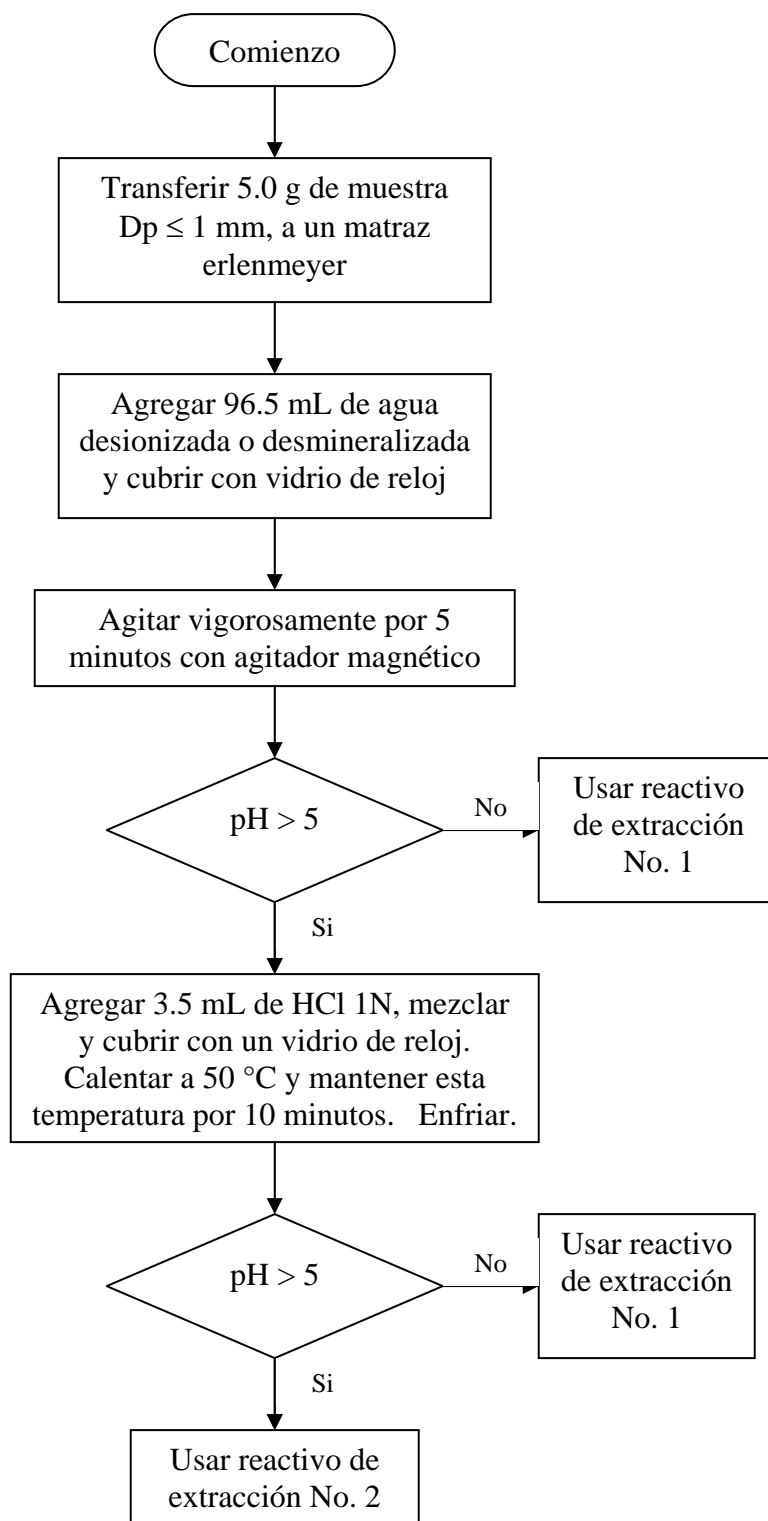 Comienzo
Transferir 5.0 g de muestra
Dp ≤ 1 mm, a un matraz
erlenmeyer
Agregar 96.5 mL de agua
desionizada o desmineralizada
y cubrir con vidrio de reloj
Agitar vigorosamente por 5
minutos con agitador magnético
pH > 5
No
Usar reactivo
de extracción
No. 1
Si
Agregar 3.5 mL de HCl 1N, mezclar
y cubrir con un vidrio de reloj.
Calentar a 50 °C y mantener esta
temperatura por 10 minutos.   Enfriar.
pH > 5
No
Usar reactivo
de extracción
No. 1
Si
Usar reactivo de
extracción No. 2